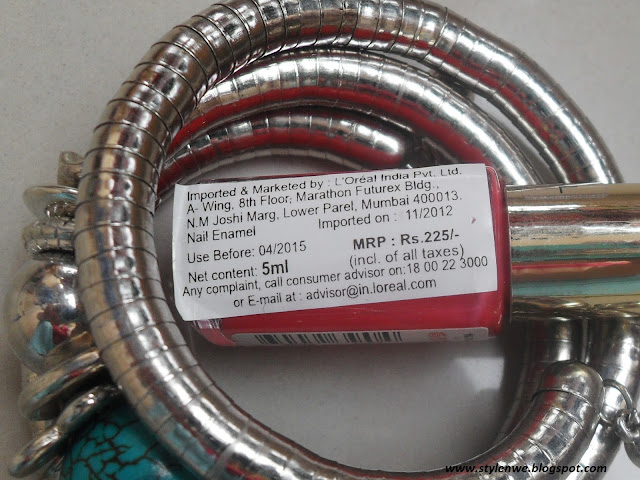 Imported & Marketed by : L'Oréal India Pvt. Ltd.
A- Wing, 8th Floor, Marathon Futurex Bldg.,
N.M Joshi Marg, Lower Parel, Mumbai 400013.
Nail Enamel Imported on : 11/2012
Use Before: 04/2015 MRP : Rs.225/-
Net content: 5ml (incl. of all taxes)
Any complaint, call consumer advisor on:18 00 22 3000
or E-mail at : advisor@in.loreal.com
www.stylenwe.blogspot.com